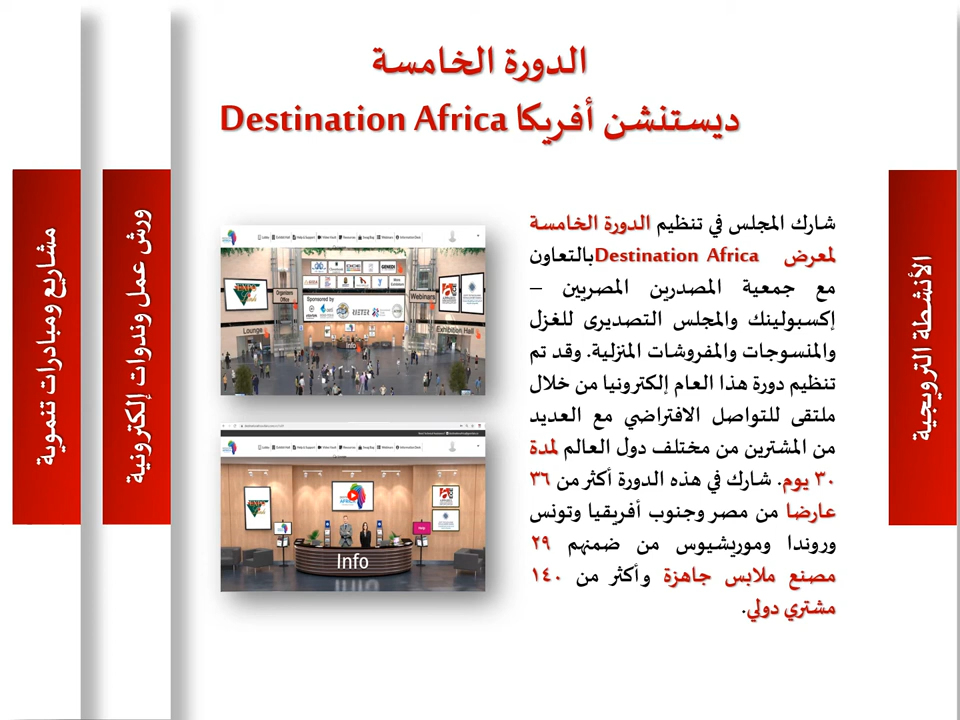 الدورة الخامسة
ديستنشن أفريكا Destination Africa
الأنشطة الترويجية
شارك المجلس في تنظيم الدورة الخامسة
لمعرض Destination Africa بالتعاون
مع جمعية المصدرين المصريين –
إكسبولينك والمجلس التصديرى للغزل
والمنسوجات والمفروشات المنزلية. وقد تم
تنظيم دورة هذا العام إلكترونيا من خلال
ملتقى للتواصل الافتراضي مع العديد
من المشترين من مختلف دول العالم لمدة
٣٠ يوم. شارك في هذه الدورة أكثر من ٣٦
عارضا من مصر وجنوب أفريقيا وتونس
وروندا وموريشيوس من ضمنهم ٢٩
مصنع ملابس جاهزة وأكثر من ١٤٠
مشتري دولي.
Organizers Office
Sponsored by
Webinars
Lounge
Info
Exhibition Hall
Info
ورش عمل وندوات إلكترونية
مشاريع ومبادرات تنموية